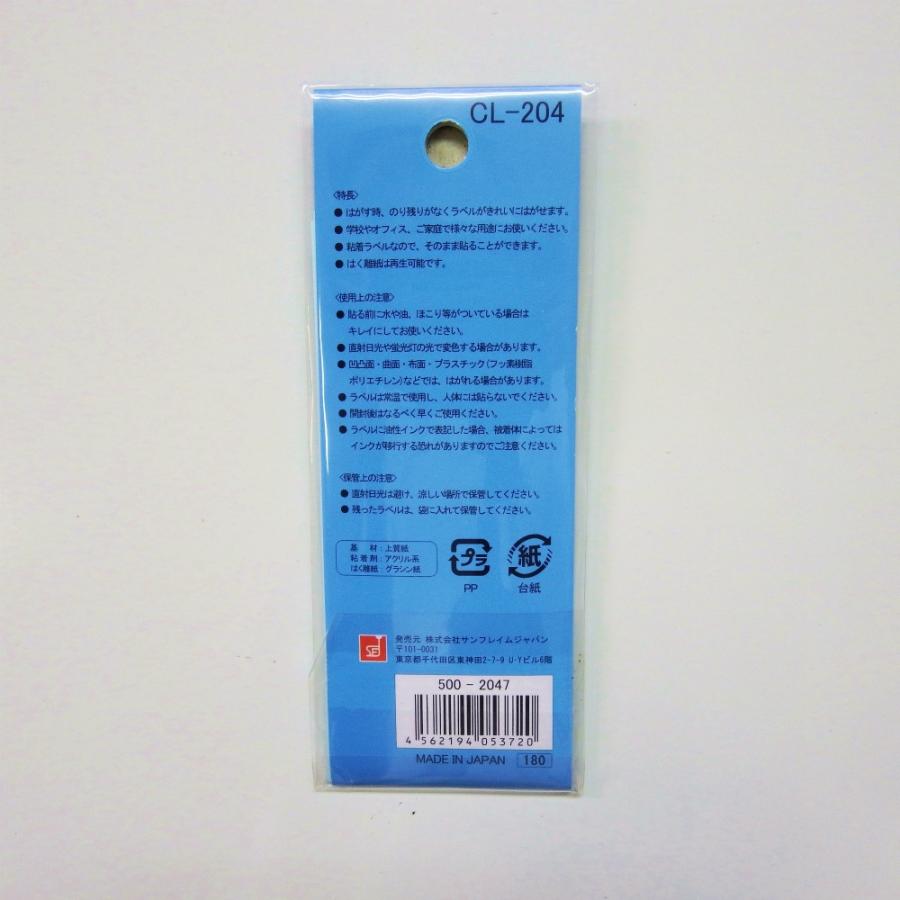 CL-204
〈特長〉
● はがす時、のり残りがなくラベルがきれいにはがせます。
● 学校やオフィス、ご家庭で様々な用途にお使いください。
● 粘着ラベルなので、そのまま貼ることができます。
● はく離紙は再生可能です。
〈使用上の注意〉
● 貼る前に水や油、ほこり等がついている場合は
キレイにしてお使いください。
● 直射日光や蛍光灯の光で変色する場合があります。
● 凹凸面・曲面・布面・プラスチック(フッ素樹脂
ポリエチレン)などでは、はがれる場合があります。
● ラベルは常温で使用し、人体には貼らないでください。
● 開封後はなるべく早くご使用ください。
● ラベルに油性インクで表記した場合、被着体によっては
インクが移行する恐れがありますのでご注意ください。
〈保管上の注意〉
● 直射日光は避け、涼しい場所で保管してください。
● 残ったラベルは、袋に入れて保管してください。
基 材:上質紙
粘着剤:アクリル系
はく離紙:グラシン紙
プラ
PP
紙
台紙
SFJ
発売元 株式会社サンフレイムジャパン
〒101-0031
東京都千代田区東神田2-7-9 U・Yビル6階
500-2047
4 562194 053720
MADE IN JAPAN 180